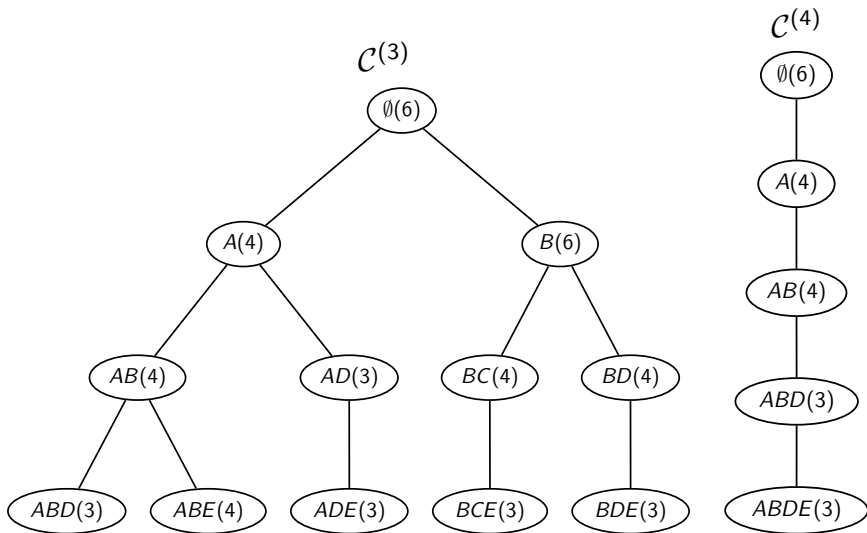 𝒞^(3)
∅(6)
A(4) B(6)
AB(4) AD(3) BC(4) BD(4)
ABD(3) ABE(4) ADE(3) BCE(3) BDE(3)
𝒞^(4)
∅(6)
A(4)
AB(4)
ABD(3)
ABDE(3)